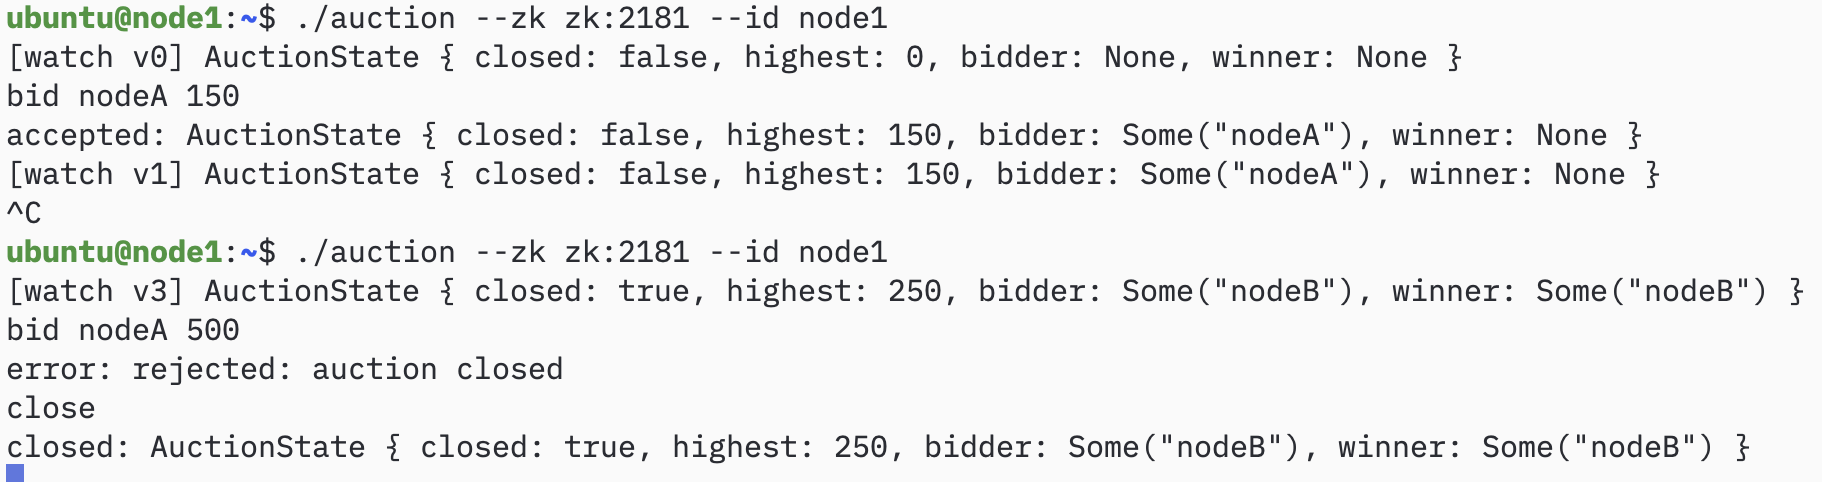 ubuntu@node1:~$ ./auction --zk zk:2181 --id node1
[watch v0] AuctionState { closed: false, highest: 0, bidder: None, winner: None }
bid nodeA 150
accepted: AuctionState { closed: false, highest: 150, bidder: Some("nodeA"), winner: None }
[watch v1] AuctionState { closed: false, highest: 150, bidder: Some("nodeA"), winner: None }
^C
ubuntu@node1:~$ ./auction --zk zk:2181 --id node1
[watch v3] AuctionState { closed: true, highest: 250, bidder: Some("nodeB"), winner: Some("nodeB") }
bid nodeA 500
error: rejected: auction closed
close
closed: AuctionState { closed: true, highest: 250, bidder: Some("nodeB"), winner: Some("nodeB") }